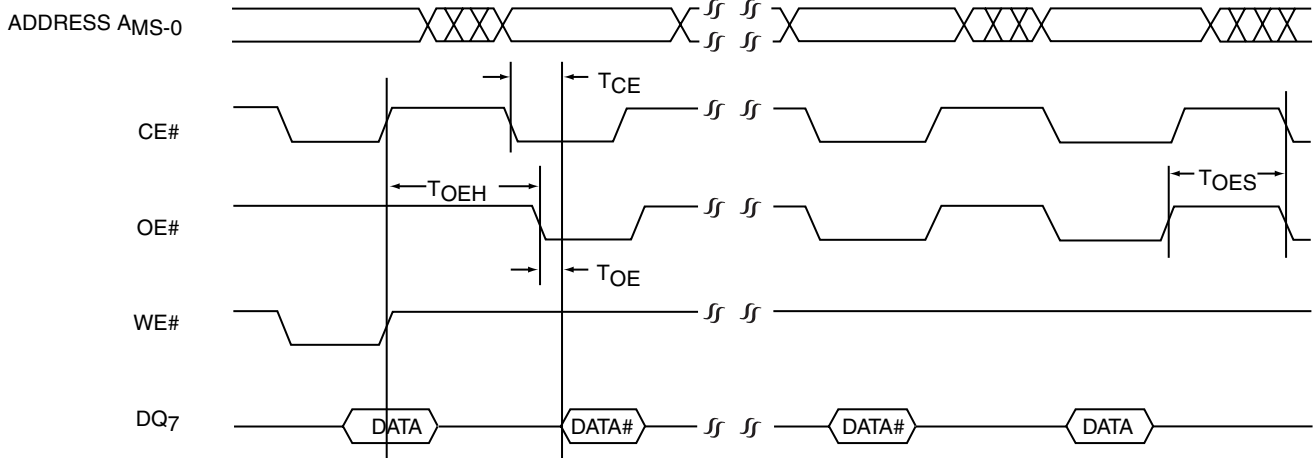 ADDRESS AMS-0
TCE
CE#
TOEH
TOES
OE#
TOE
WE#
DQ7
DATA
DATA#
DATA#
DATA